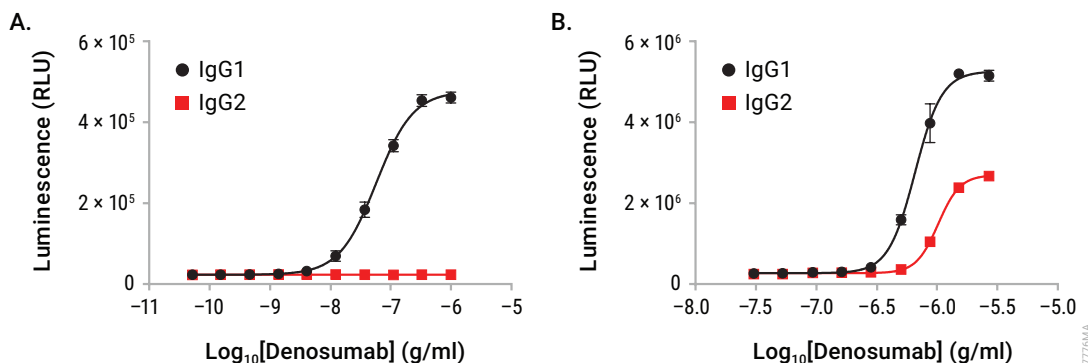 A.
6 × 10⁵
4 × 10⁵
2 × 10⁵
0
Luminescence (RLU)
IgG1
IgG2
−11
−10
−9
−8
−7
−6
−5
Log₁₀[Denosumab] (g/ml)
B.
6 × 10⁶
4 × 10⁶
2 × 10⁶
0
Luminescence (RLU)
IgG1
IgG2
−8.0
−7.5
−7.0
−6.5
−6.0
−5.5
−5.0
Log₁₀[Denosumab] (g/ml)